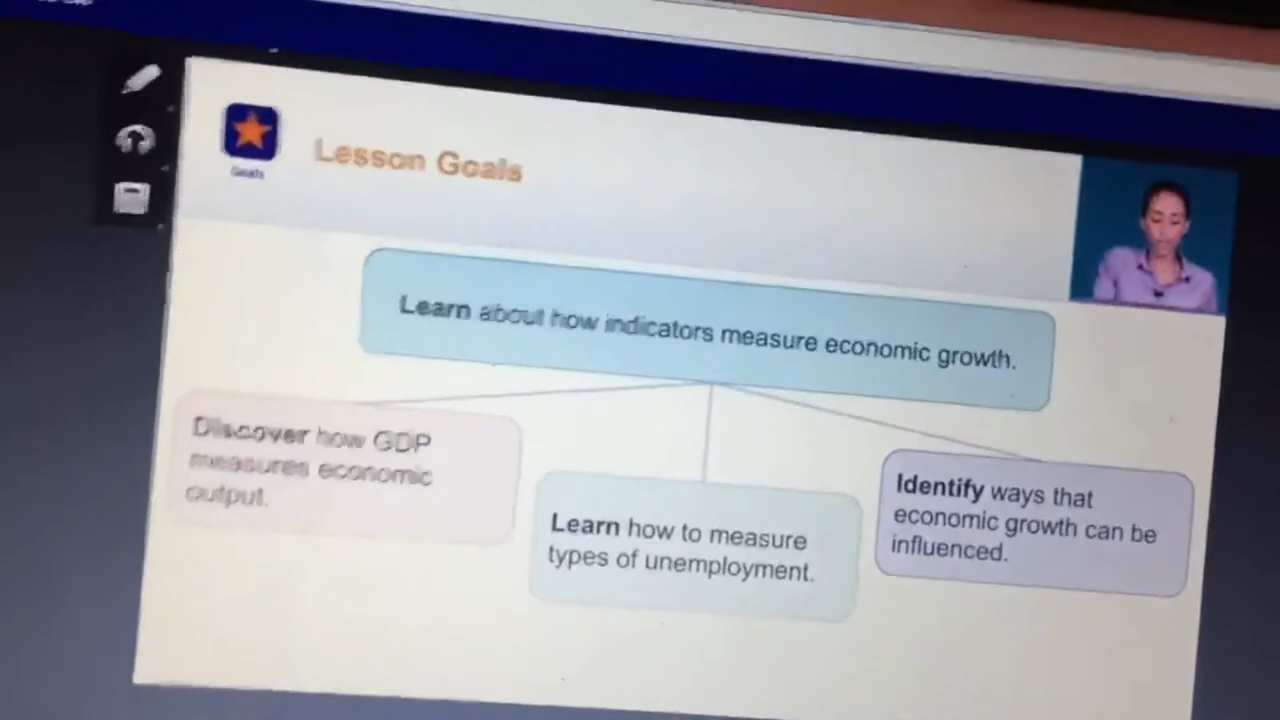 Goals
Lesson Goals
Learn about how indicators measure economic growth.
Discover how GDP
measures economic
output.
Learn how to measure
types of unemployment.
Identify ways that
economic growth can be
influenced.